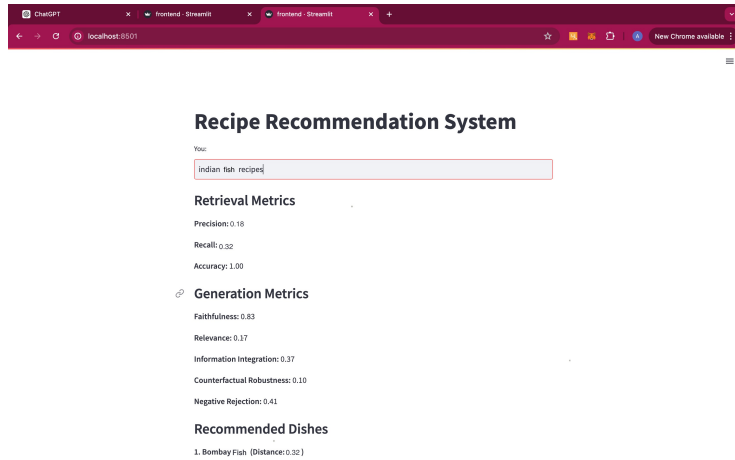 ChatGPT
frontend · Streamlit
frontend · Streamlit
localhost:8501
A
New Chrome available
Recipe Recommendation System
You:
indian fish recipes
Retrieval Metrics
Precision: 0.18
Recall: 0.32
Accuracy: 1.00
Generation Metrics
Faithfulness: 0.83
Relevance: 0.17
Information Integration: 0.37
Counterfactual Robustness: 0.10
Negative Rejection: 0.41
Recommended Dishes
1. Bombay Fish (Distance: 0.32 )